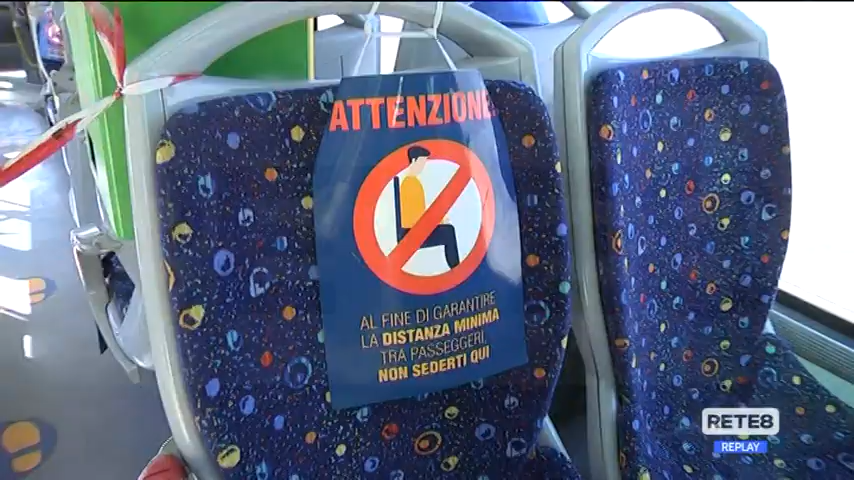 ATTENZIONE
AL FINE DI GARANTIRE
LA DISTANZA MINIMA
TRA PASSEGGERI,
NON SEDERTI QUI
RETE8
REPLAY